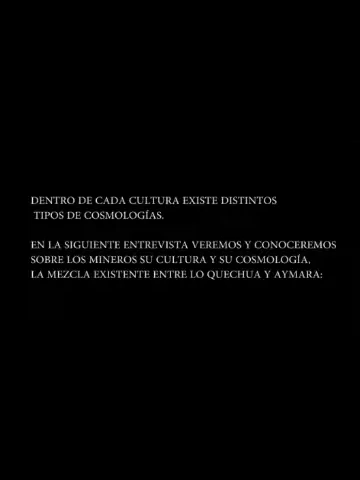 DENTRO DE CADA CULTURA EXISTE DISTINTOS
TIPOS DE COSMOLOGÍAS.
EN LA SIGUIENTE ENTREVISTA VEREMOS Y CONOCEREMOS
SOBRE LOS MINEROS SU CULTURA Y SU COSMOLOGÍA,
LA MEZCLA EXISTENTE ENTRE LO QUECHUA Y AYMARA: